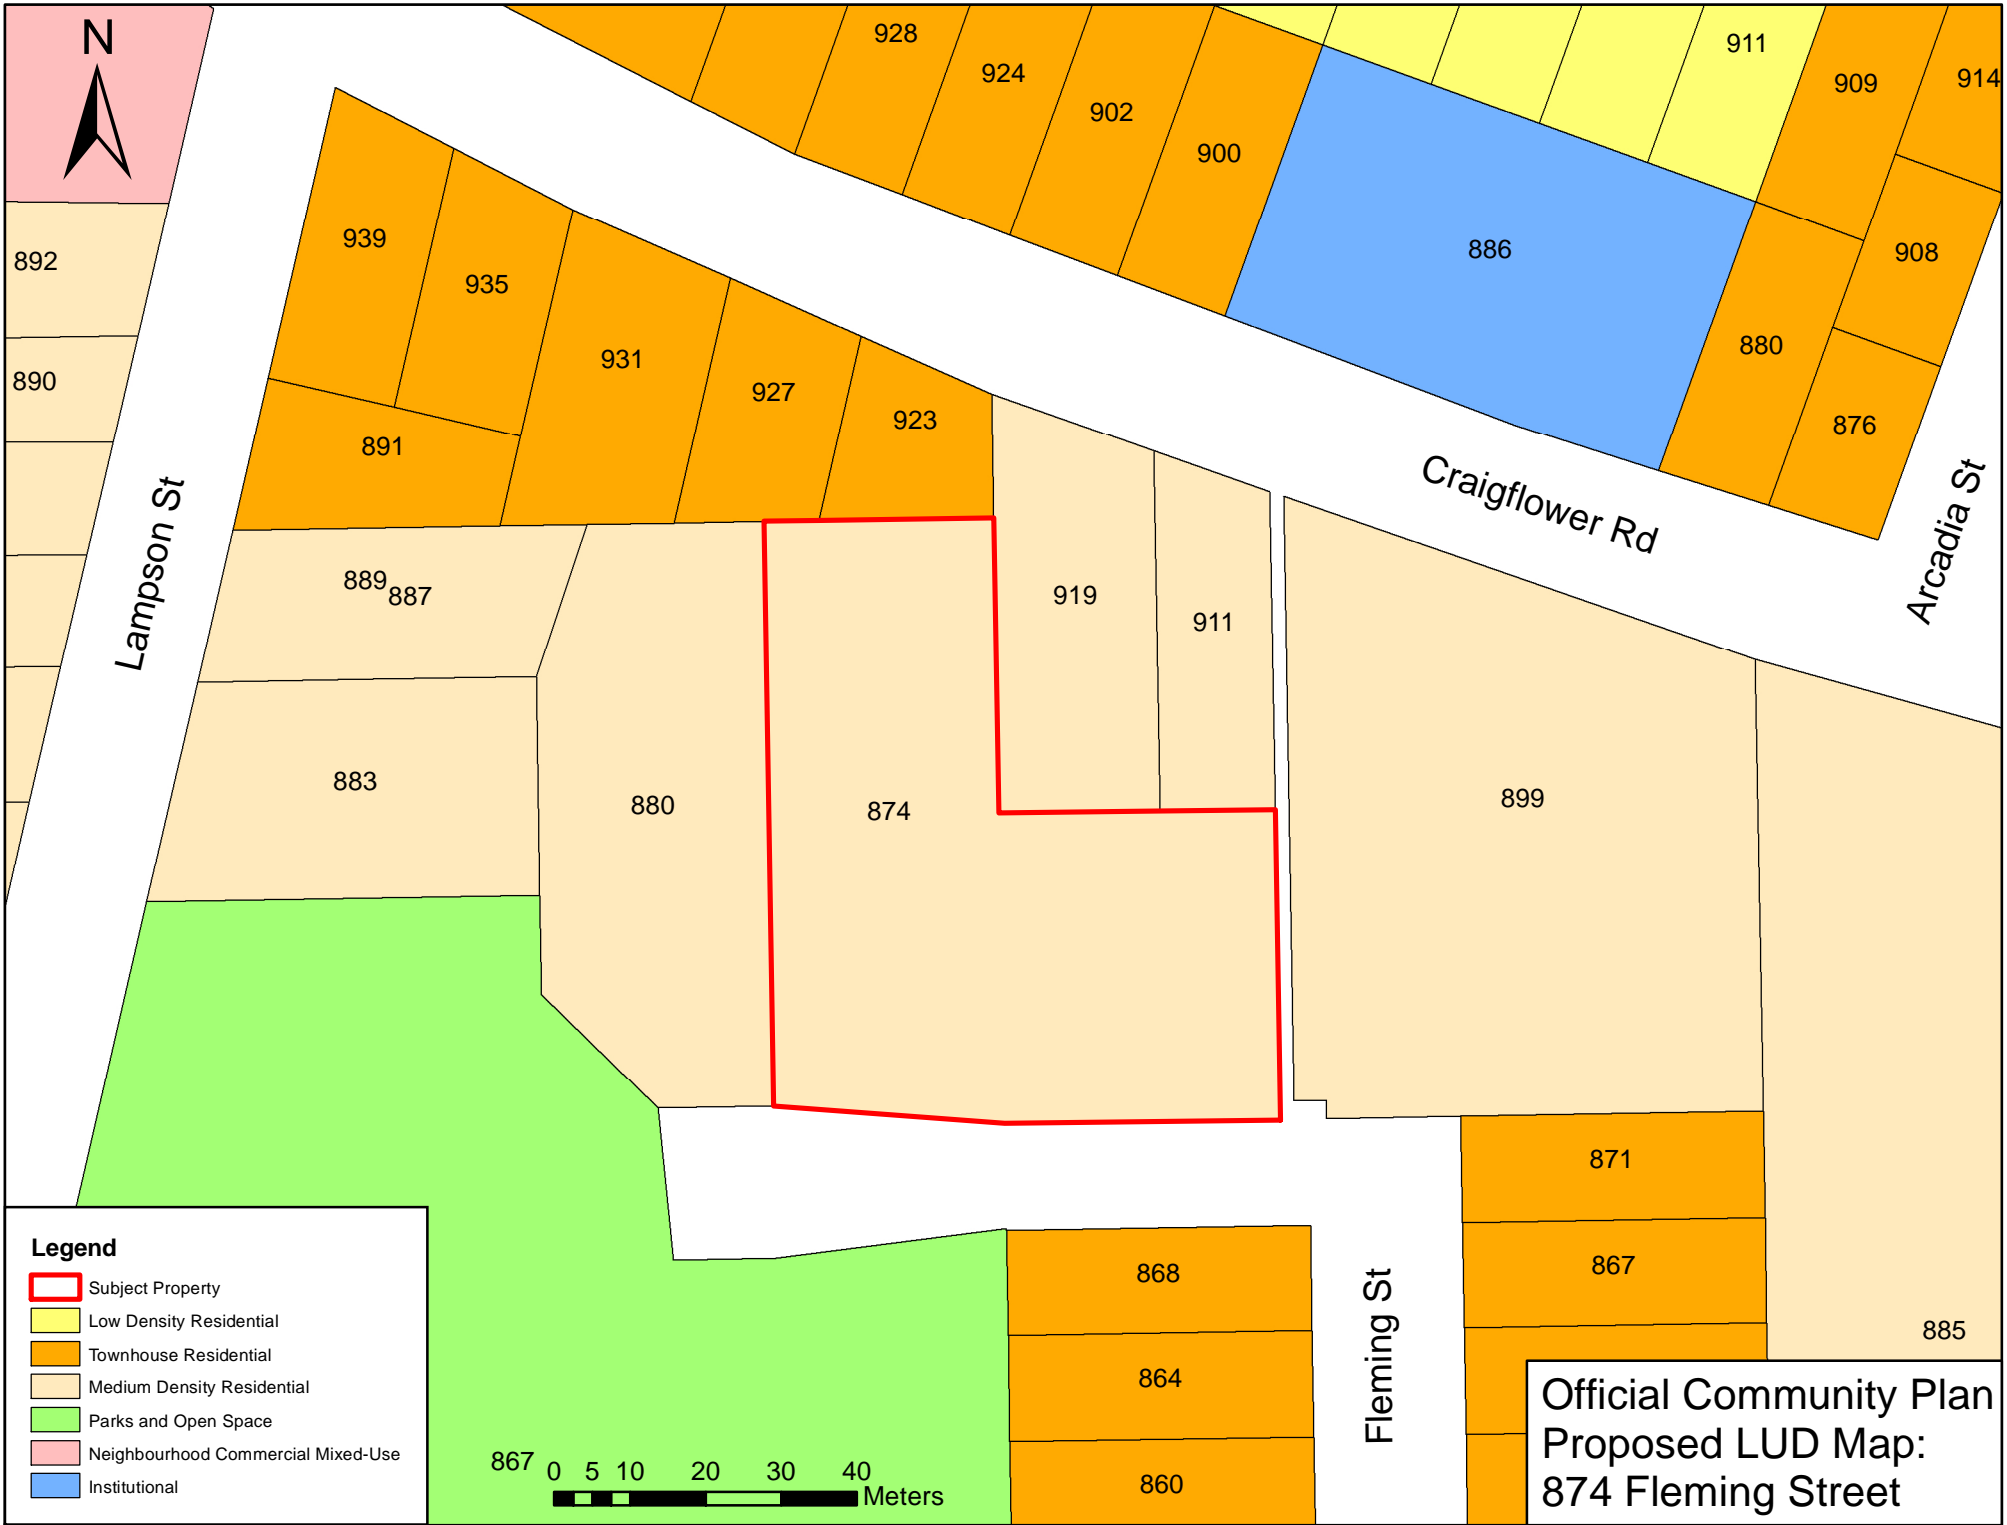 N
928
924
902
900
911
909
914
886
908
880
876
892
890
939
935
931
927
923
891
Craigflower Rd
Arcadia St
Lampson St
889
887
883
880
874
919
911
899
871
867
868
864
860
885
Fleming St
Legend
Subject Property
Low Density Residential
Townhouse Residential
Medium Density Residential
Parks and Open Space
Neighbourhood Commercial Mixed-Use
Institutional
867
0 5 10 20 30 40
Meters
Official Community Plan
Proposed LUD Map:
874 Fleming Street